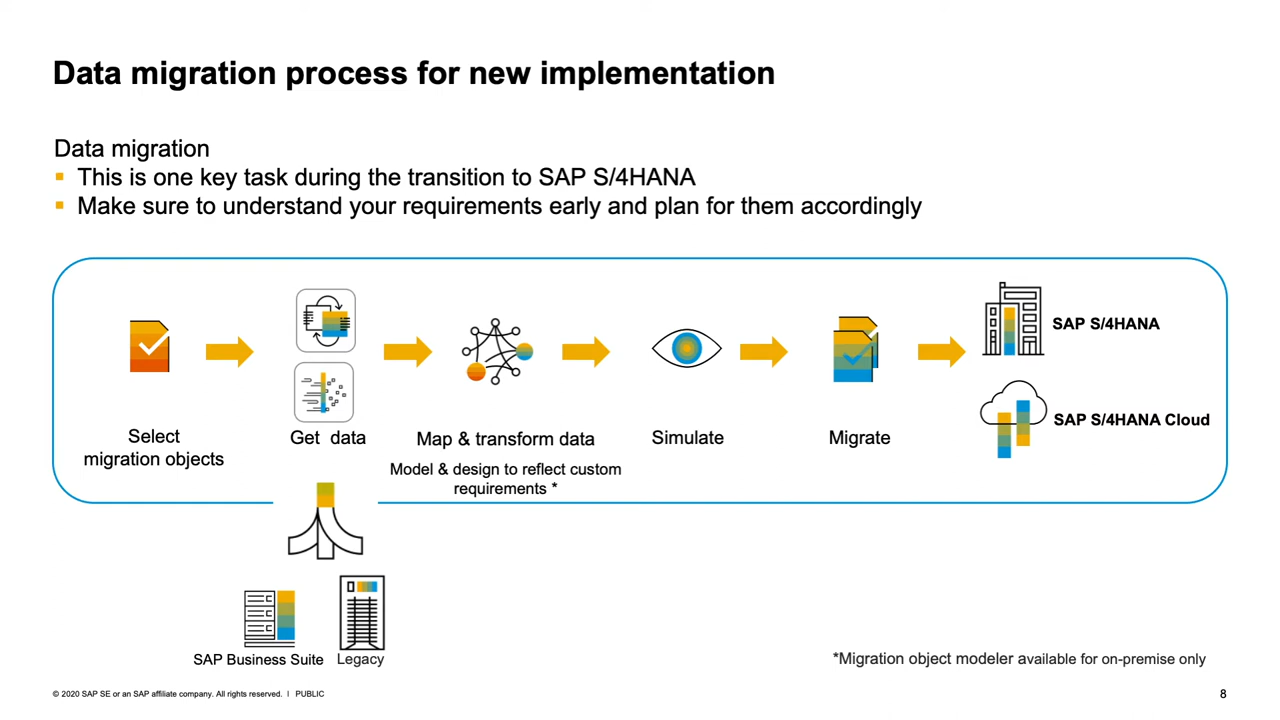 Data migration process for new implementation
Data migration
▪ This is one key task during the transition to SAP S/4HANA
▪ Make sure to understand your requirements early and plan for them accordingly
Select
migration objects
Get data
Map & transform data
Model & design to reflect custom
requirements *
Simulate
Migrate
SAP S/4HANA
SAP S/4HANA Cloud
SAP Business Suite
Legacy
*Migration object modeler available for on-premise only
© 2020 SAP SE or an SAP affiliate company. All rights reserved. | PUBLIC
8